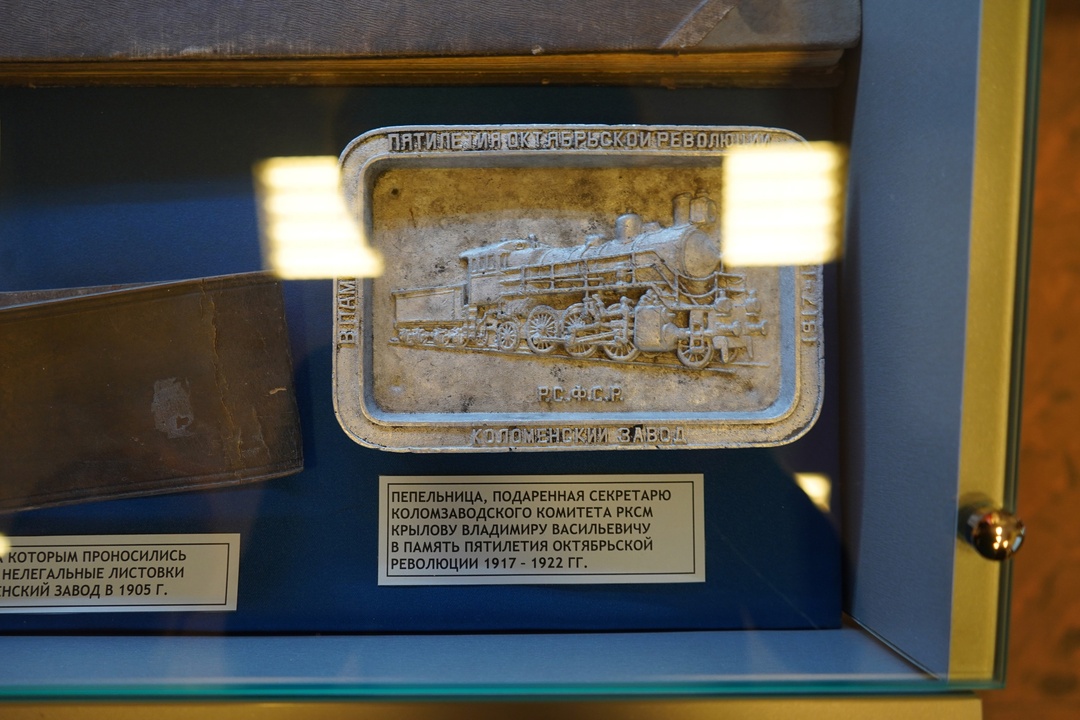 ПЯТИЛЕТИЯ ОКТЯБРЬСКОЙ РЕВОЛЮЦИИ
Р.С.Ф.С.Р.
КОЛОМЕНСКИЙ ЗАВОД
ПЕПЕЛЬНИЦА, ПОДАРЕННАЯ СЕКРЕТАРЮ
КОЛОМЗАВОДСКОГО КОМИТЕТА РКСМ
КРЫЛОВУ ВЛАДИМИРУ ВАСИЛЬЕВИЧУ
В ПАМЯТЬ ПЯТИЛЕТИЯ ОКТЯБРЬСКОЙ
РЕВОЛЮЦИИ 1917 - 1922 ГГ.
КОТОРЫМ ПРОНОСИЛИСЬ
НЕЛЕГАЛЬНЫЕ ЛИСТОВКИ
ЗАВОД В 1905 Г.